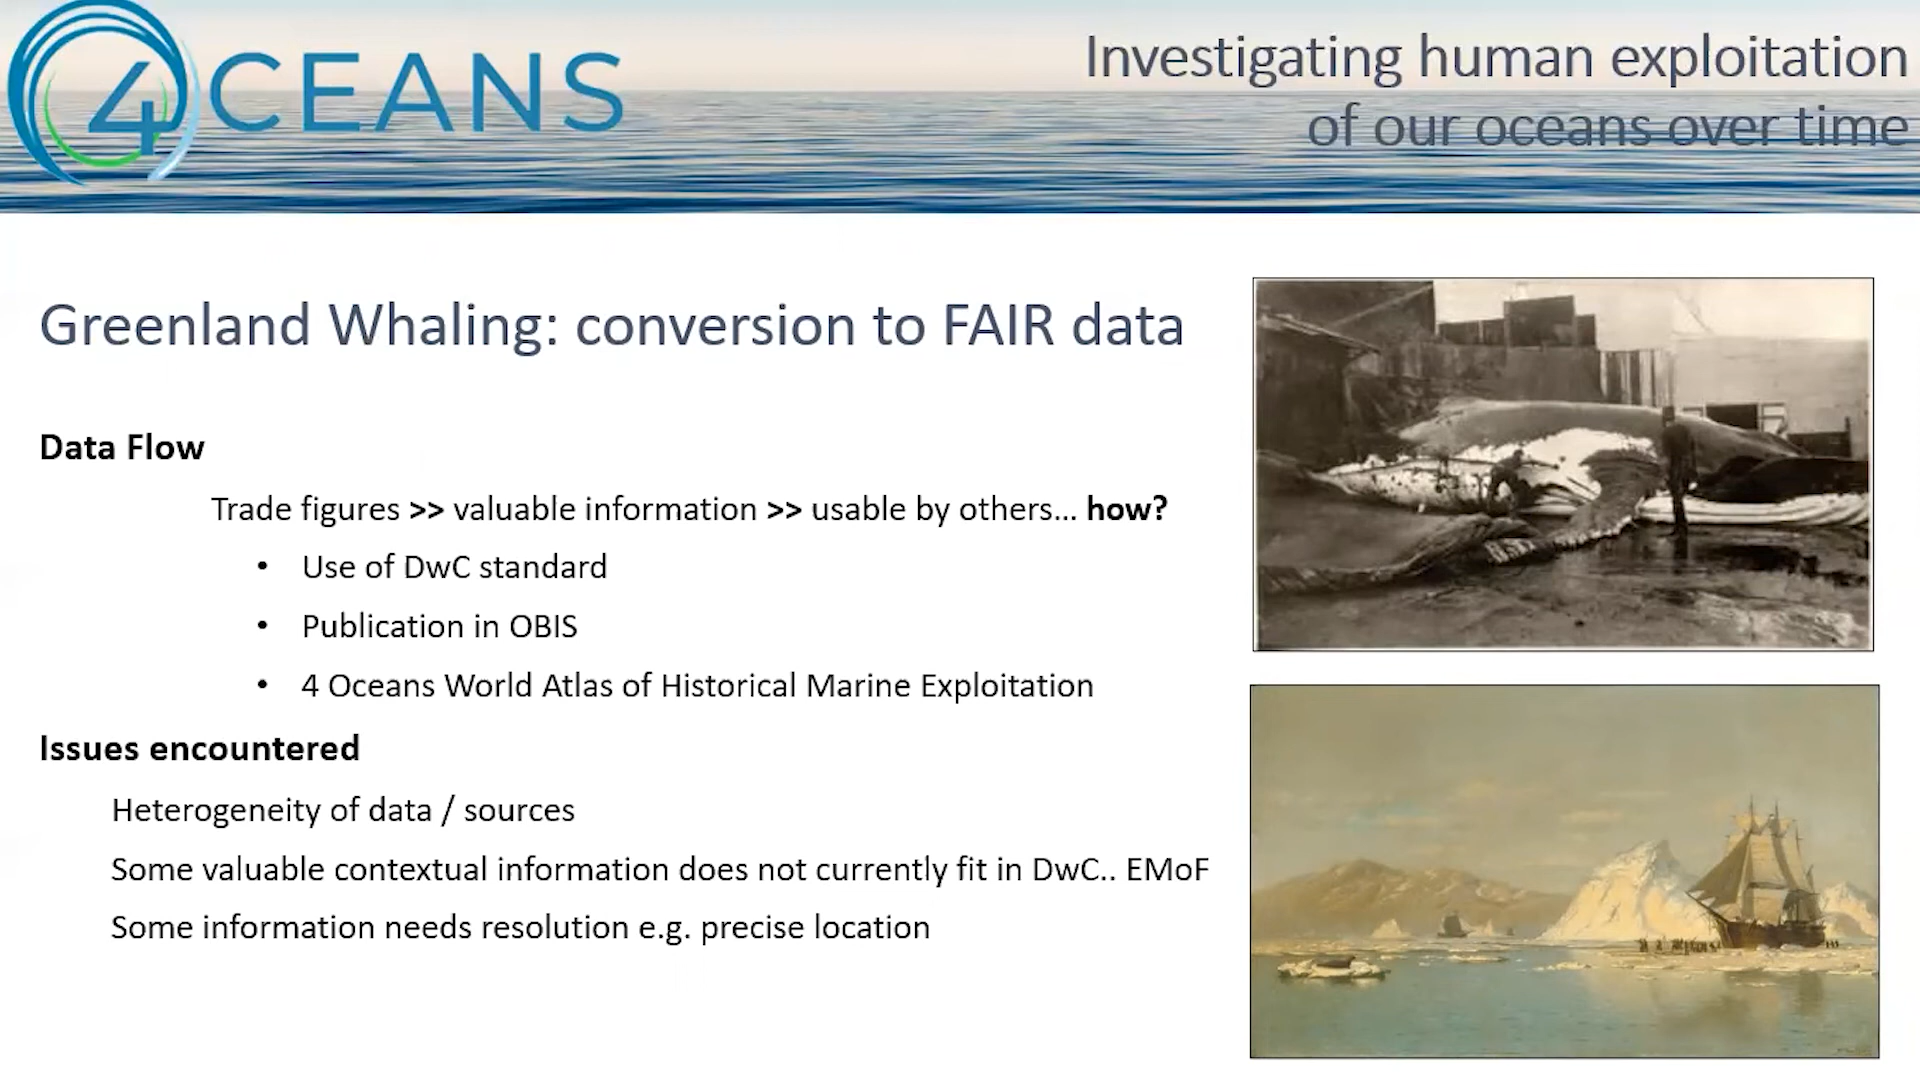 4OCEANS
Investigating human exploitation
of our oceans over time
Greenland Whaling: conversion to FAIR data
Data Flow
Trade figures >> valuable information >> usable by others... how?
• Use of DwC standard
• Publication in OBIS
• 4 Oceans World Atlas of Historical Marine Exploitation
Issues encountered
Heterogeneity of data / sources
Some valuable contextual information does not currently fit in DwC.. EMoF
Some information needs resolution e.g. precise location